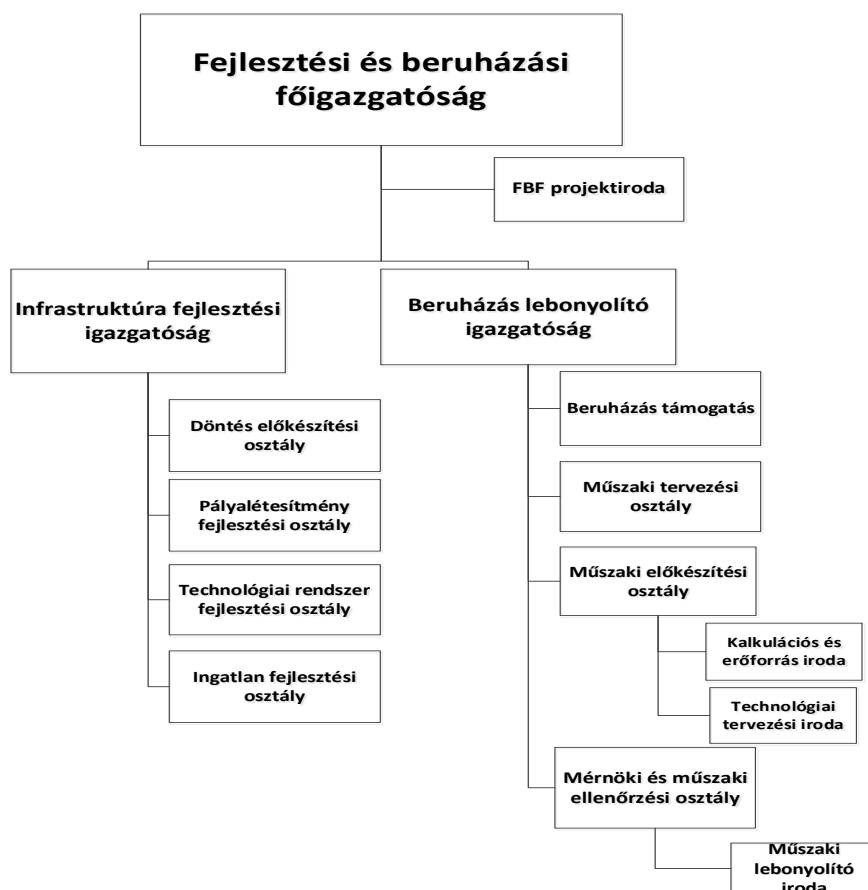 Fejlesztési és beruházási
főigazgatóság
FBF projektiroda
Infrastruktúra fejlesztési
igazgatóság
Beruházás lebonyolító
igazgatóság
Döntés előkészítési
osztály
Pályalétesítmény
fejlesztési osztály
Technológiai rendszer
fejlesztési osztály
Ingatlan fejlesztési
osztály
Beruházás támogatás
Műszaki tervezési
osztály
Műszaki előkészítési
osztály
Kalkulációs és
erőforrás iroda
Technológiai
tervezési iroda
Mérnöki és műszaki
ellenőrzési osztály
Műszaki
lebonyolító
iroda